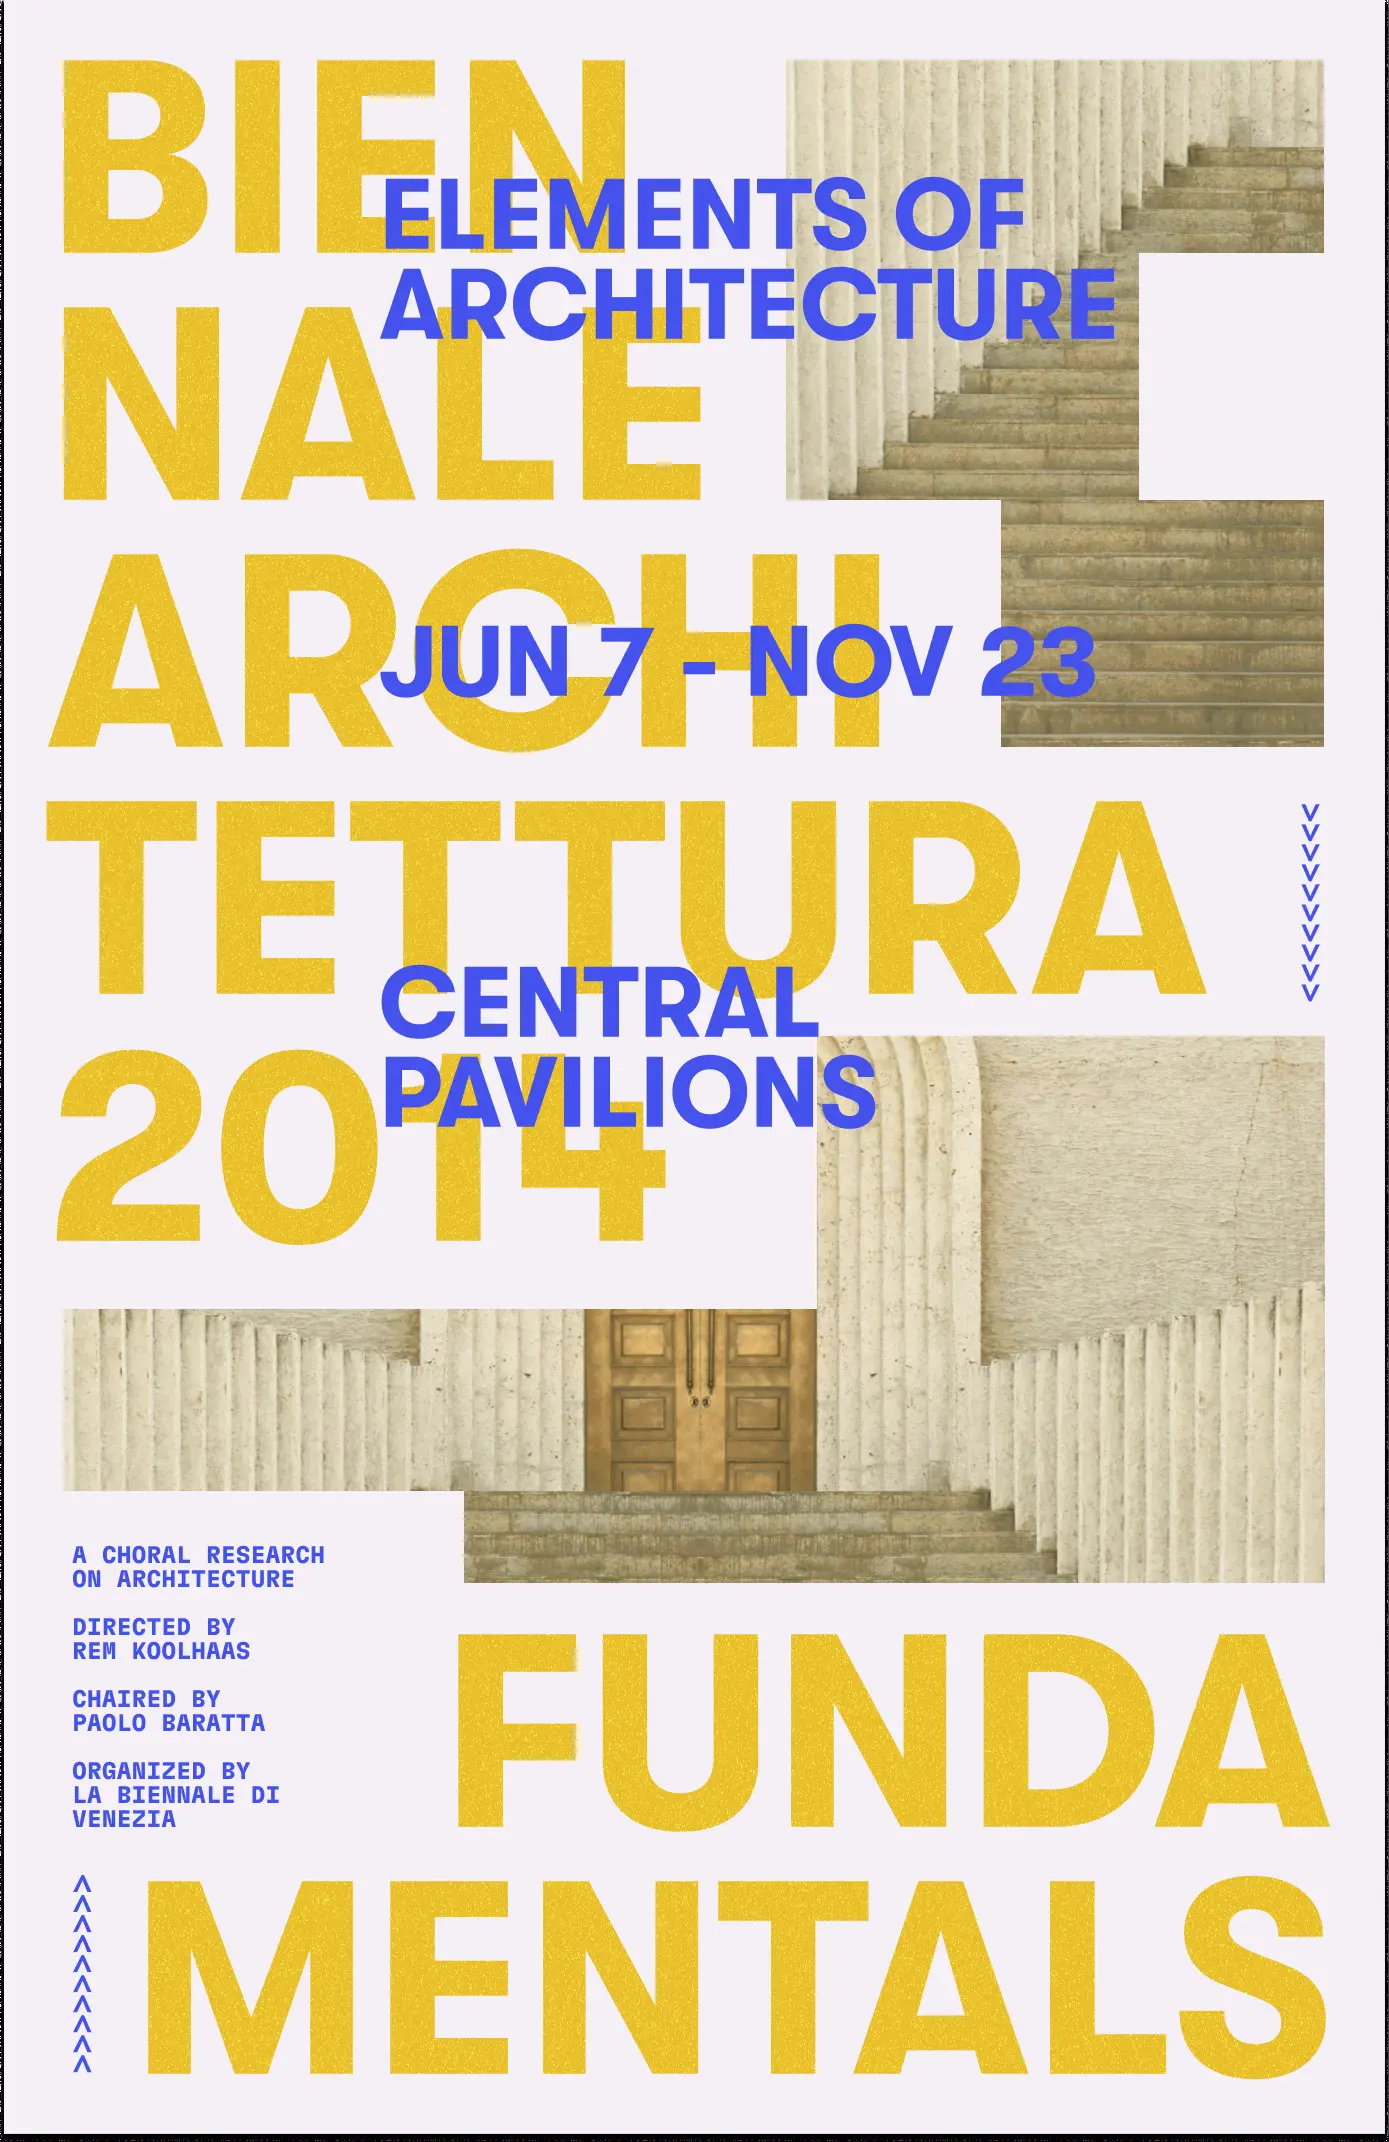 BIEN
NALE
ARCHI
TETTURA
2014
ELEMENTS OF
ARCHITECTURE
JUN 7 - NOV 23
CENTRAL
PAVILIONS
>>>>>>>>>>
A CHORAL RESEARCH
ON ARCHITECTURE
DIRECTED BY
REM KOOLHAAS
CHAIRED BY
PAOLO BARATTA
ORGANIZED BY
LA BIENNALE DI
VENEZIA
FUNDA
MENTALS
<<<<<<<<<<